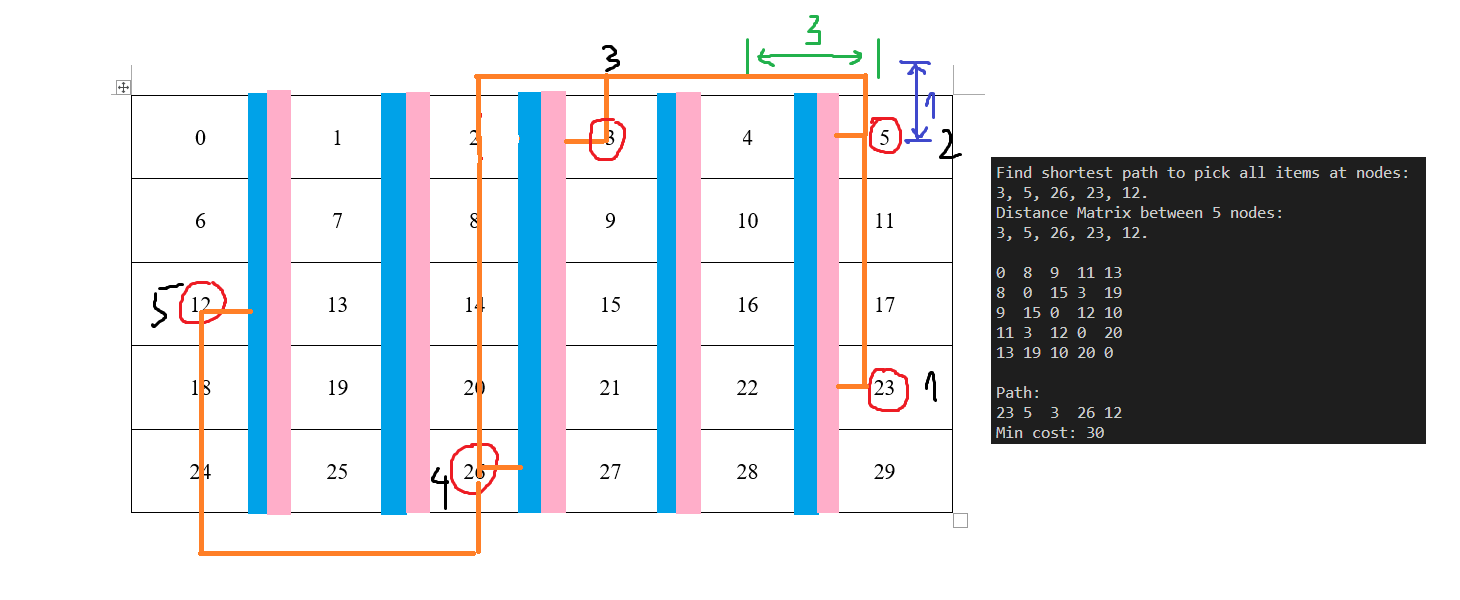 3
3
1
0 1 2 3 4 5 2
6 7 8 9 10 11
5 12 13 14 15 16 17
18 19 20 21 22 23 1
4 24 25 26 27 28 29
Find shortest path to pick all items at nodes:
3, 5, 26, 23, 12.
Distance Matrix between 5 nodes:
3, 5, 26, 23, 12.
0 8 9 11 13
8 0 15 3 19
9 15 0 12 10
11 3 12 0 20
13 19 10 20 0
Path:
23 5 3 26 12
Min cost: 30